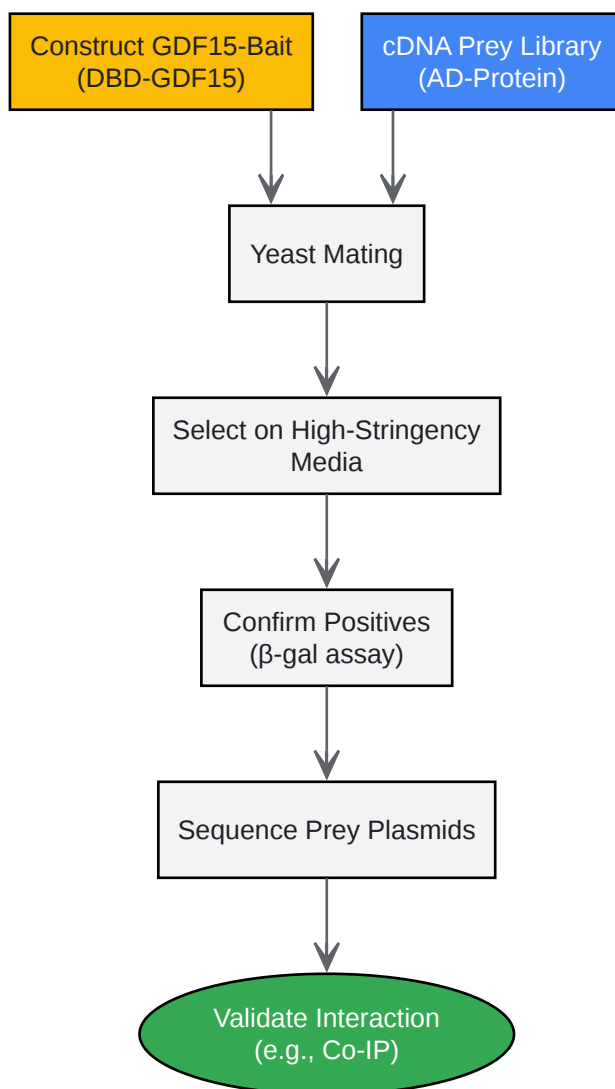 Construct GDF15-Bait
(DBD-GDF15)
cDNA Prey Library
(AD-Protein)
Yeast Mating
Select on High-Stringency
Media
Confirm Positives
(β-gal assay)
Sequence Prey Plasmids
Validate Interaction
(e.g., Co-IP)